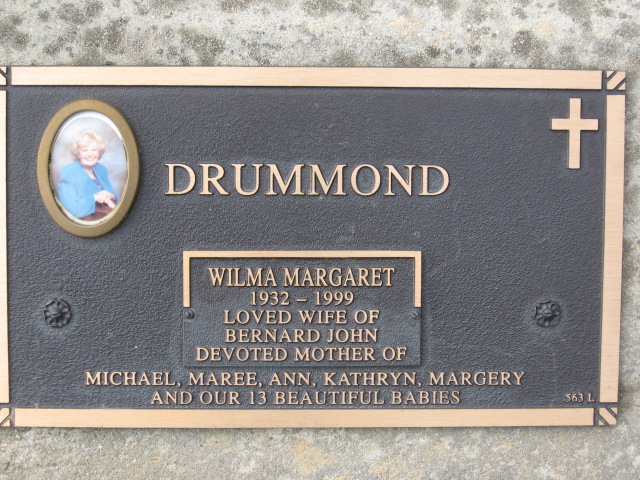 DRUMMOND
WILMA MARGARET
1932 – 1999
LOVED WIFE OF
BERNARD JOHN
DEVOTED MOTHER OF
MICHAEL, MAREE, ANN, KATHRYN, MARGERY
AND OUR 13 BEAUTIFUL BABIES
563 L